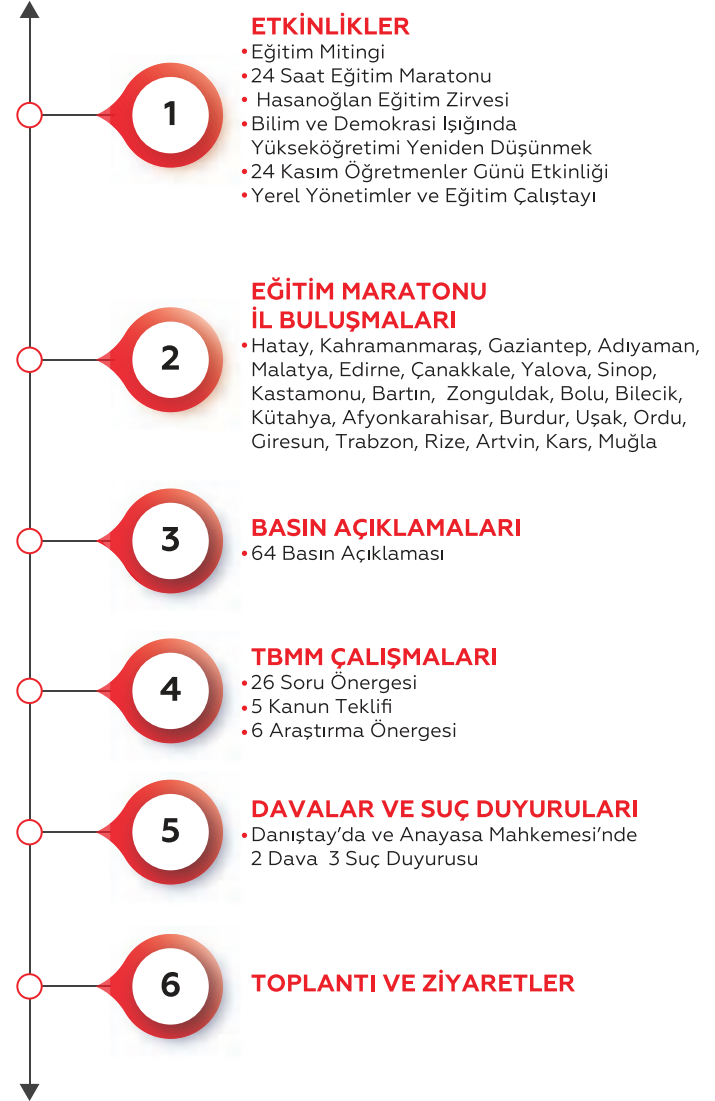 1
ETKİNLİKLER
• Eğitim Mitingi
• 24 Saat Eğitim Maratonu
• Hasanoğlan Eğitim Zirvesi
• Bilim ve Demokrasi Işığında
Yükseköğretimi Yeniden Düşünmek
• 24 Kasım Öğretmenler Günü Etkinliği
• Yerel Yönetimler ve Eğitim Çalıştayı
2
EĞİTİM MARATONU
İL BULUŞMALARI
• Hatay, Kahramanmaraş, Gaziantep, Adıyaman,
Malatya, Edirne, Çanakkale, Yalova, Sinop,
Kastamonu, Bartın, Zonguldak, Bolu, Bilecik,
Kütahya, Afyonkarahisar, Burdur, Uşak, Ordu,
Giresun, Trabzon, Rize, Artvin, Kars, Muğla
3
BASIN AÇIKLAMALARI
• 64 Basın Açıklaması
4
TBMM ÇALIŞMALARI
• 26 Soru Önergesi
• 5 Kanun Teklifi
• 6 Araştırma Önergesi
5
DAVALAR VE SUÇ DUYURULARI
• Danıştay’da ve Anayasa Mahkemesi’nde
2 Dava 3 Suç Duyurusu
6
TOPLANTI VE ZİYARETLER